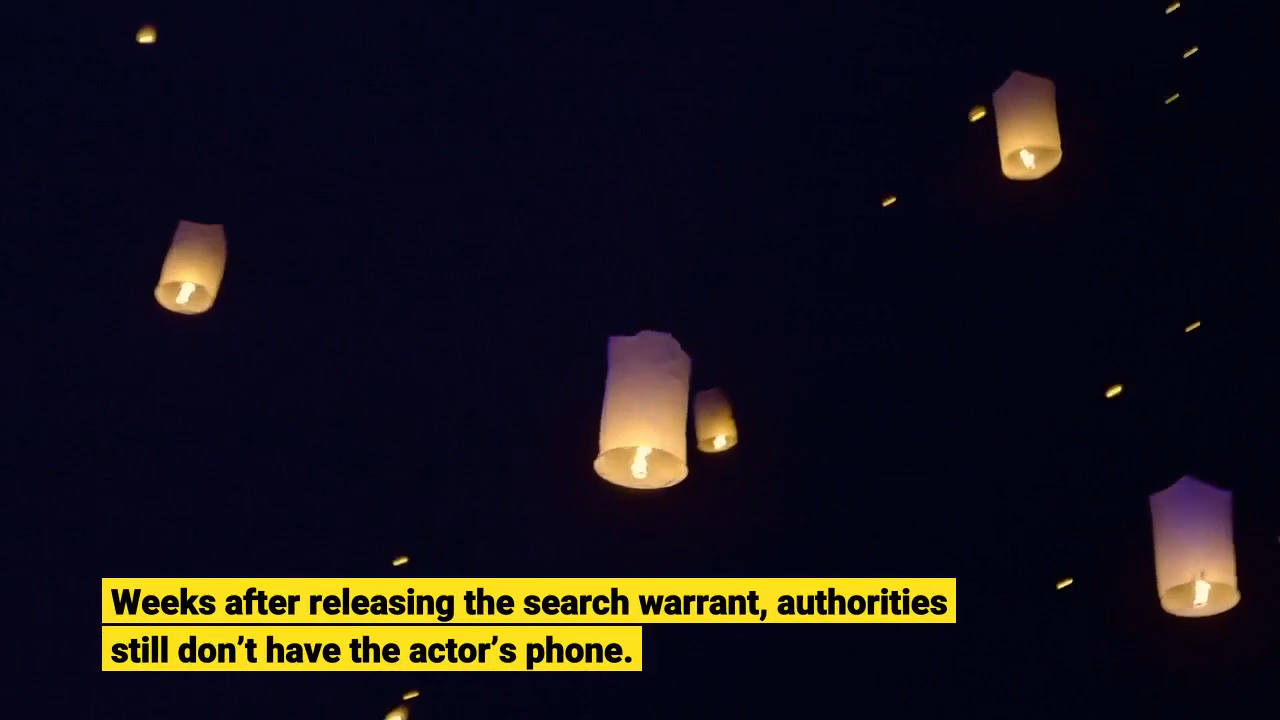 Weeks after releasing the search warrant, authorities
still don’t have the actor’s phone.